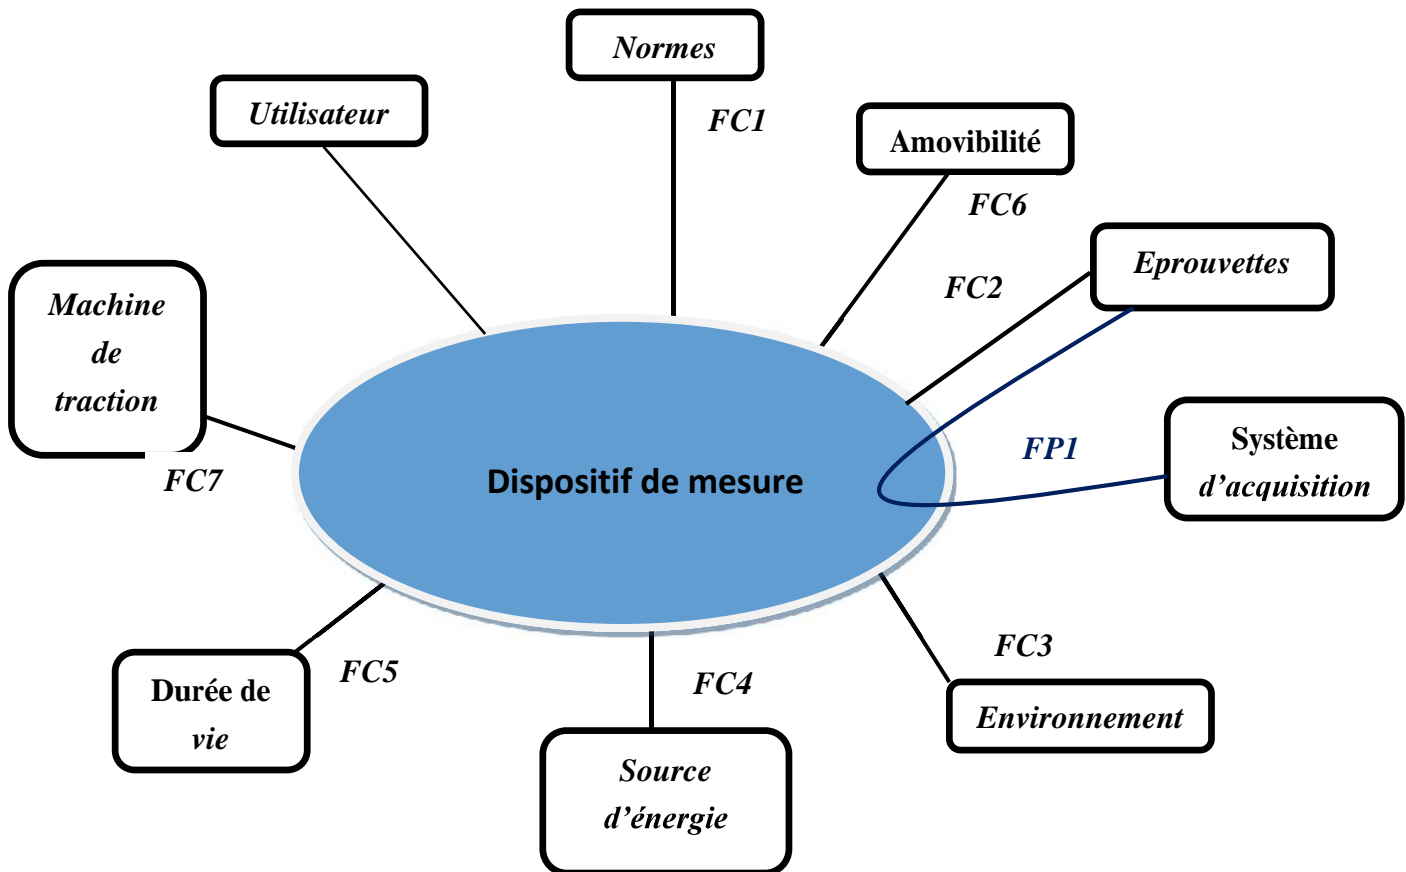 Normes
Utilisateur
FC1
Amovibilité
FC6
Eprouvettes
FC2
Machine
de
traction
FC7
Dispositif de mesure
FP1
Système
d’acquisition
FC3
Environnement
FC5
Durée de
vie
FC4
Source
d’énergie